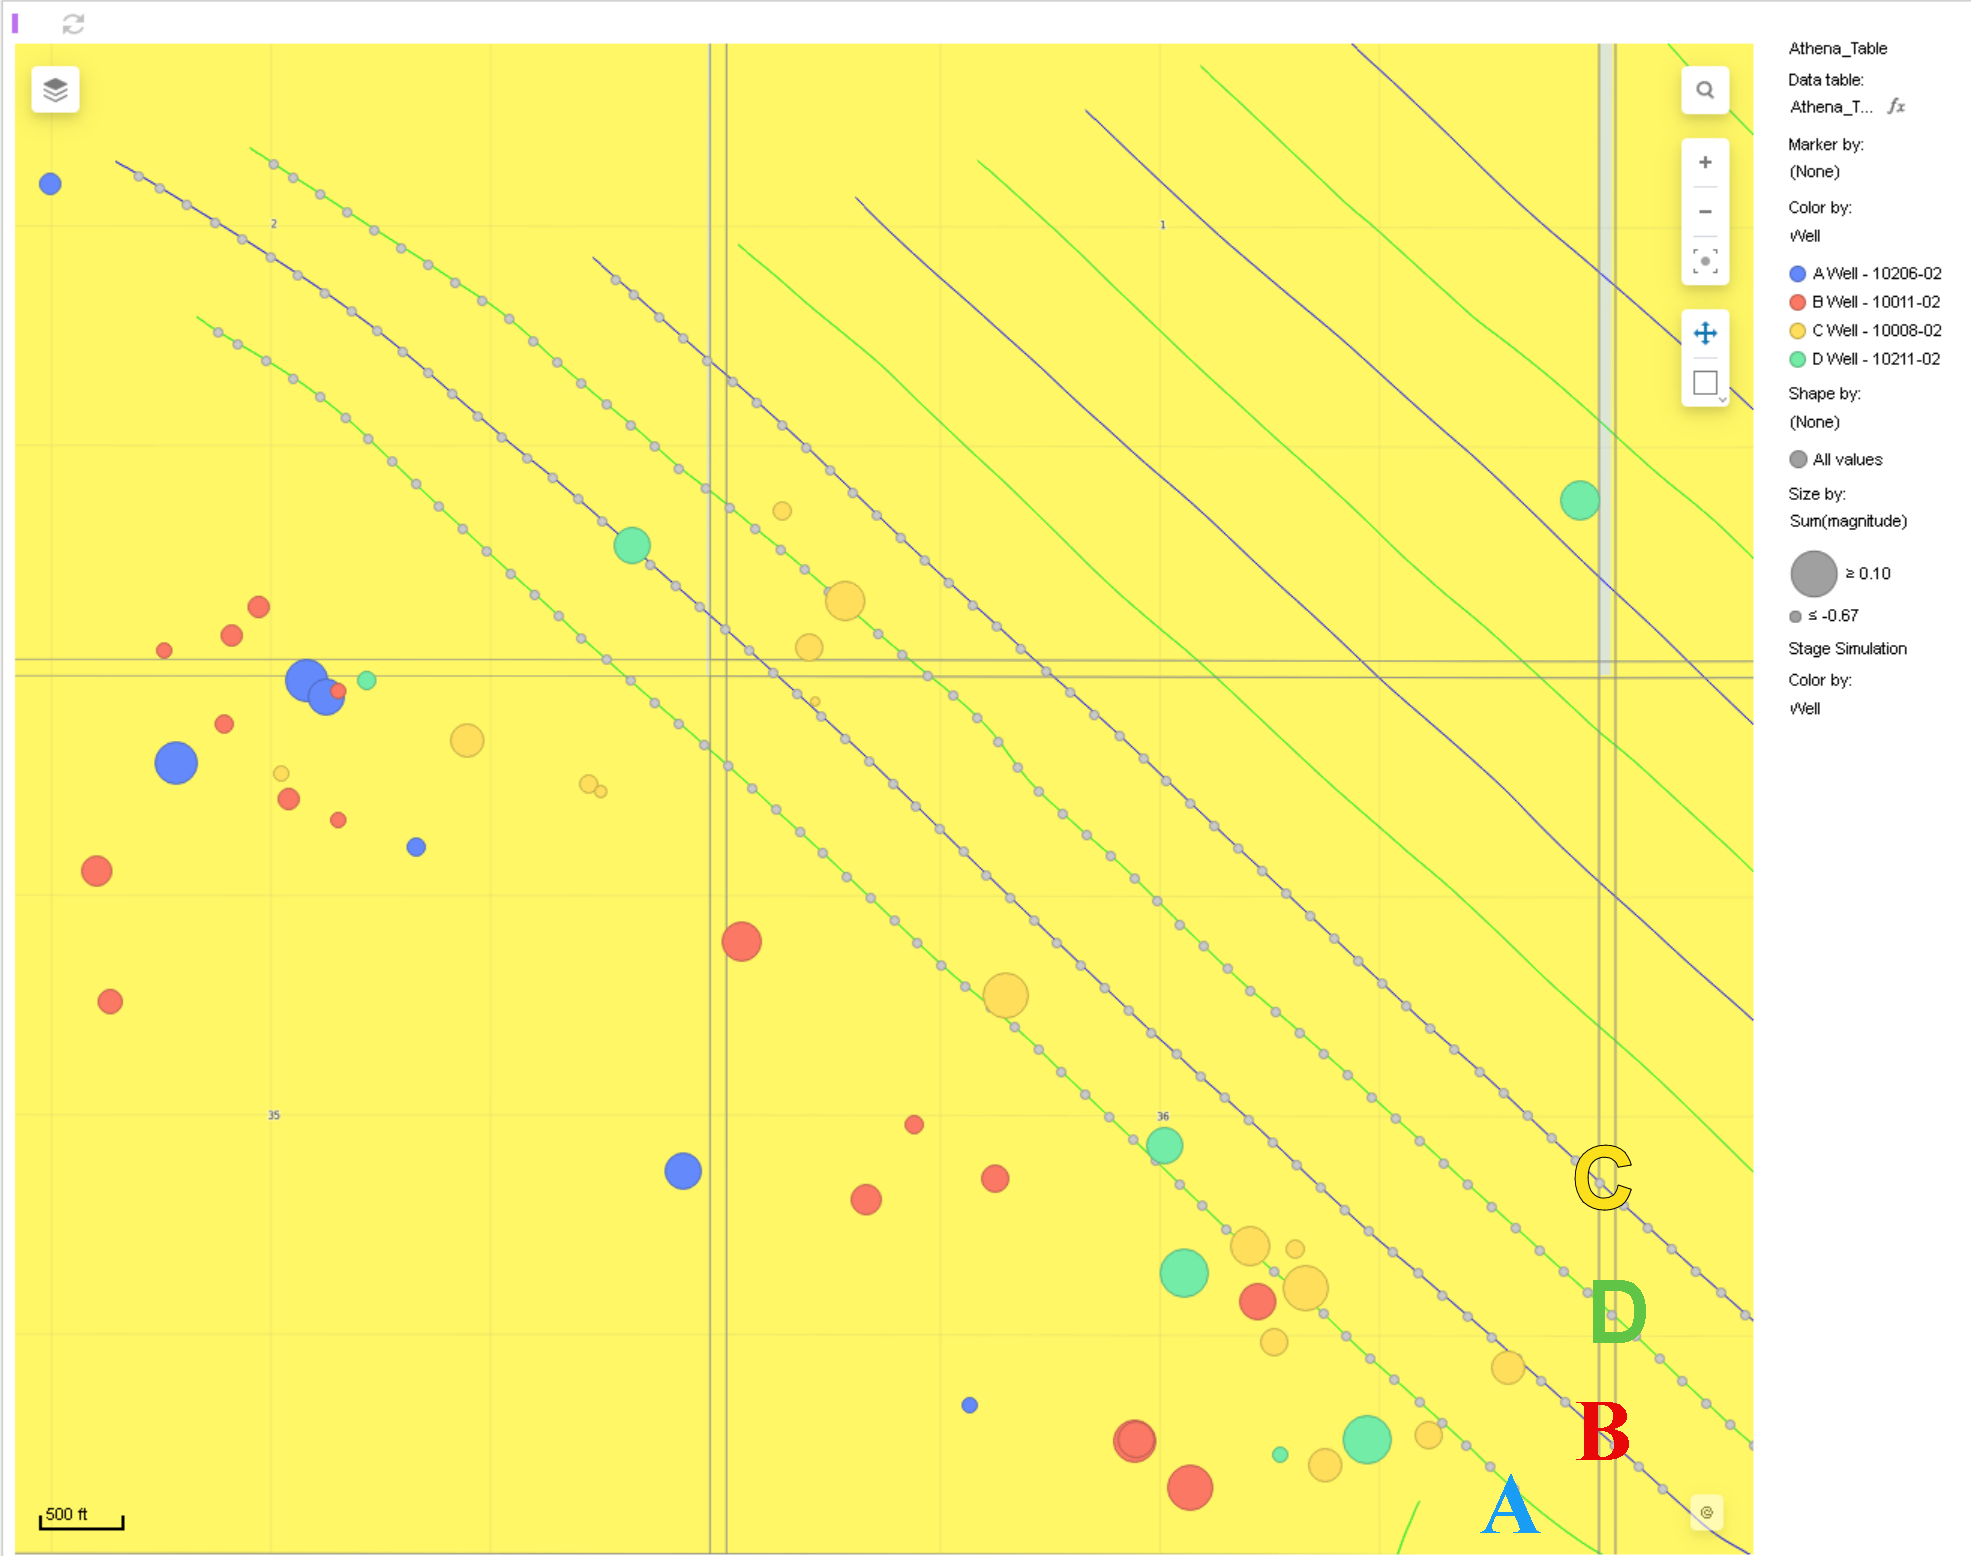 2
1
35
36
C
D
B
A
500 ft
@
Athena_Table
Data table:
Athena_T... fx
Marker by:
(None)
Color by:
Well
A Well - 10206-02
B Well - 10011-02
C Well - 10008-02
D Well - 10211-02
Shape by:
(None)
All values
Size by:
Sum(magnitude)
≥ 0.10
≤ -0.67
Stage Simulation
Color by:
Well